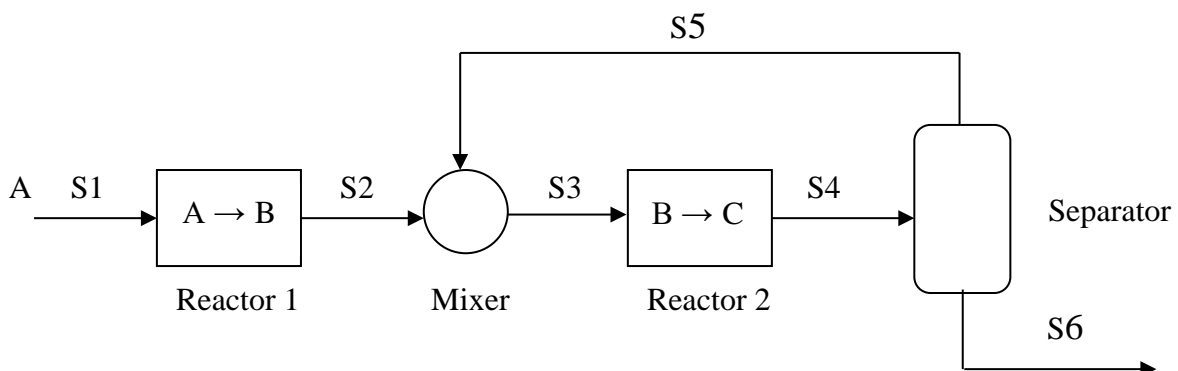 S5
A
S1
A → B
S2
S3
B → C
S4
Separator
Reactor 1
Mixer
Reactor 2
S6